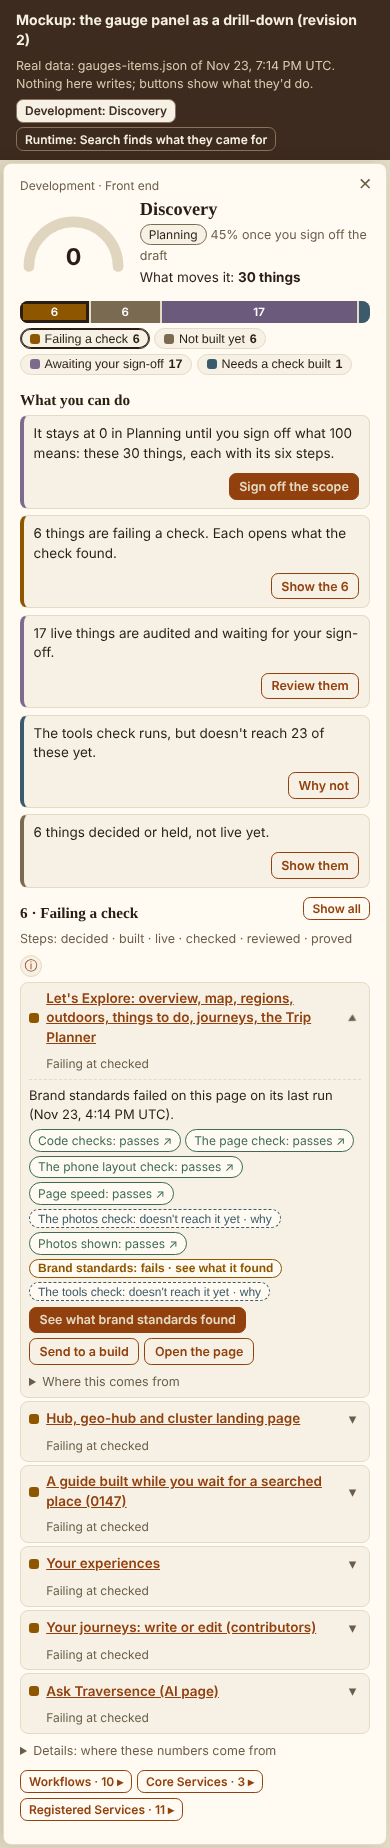 Mockup: the gauge panel as a drill-down (revision
2)
Real data: gauges-items.json of Nov 23, 7:14 PM UTC.
Nothing here writes; buttons show what they'd do.
Development: Discovery
Runtime: Search finds what they came for
Development · Front end
✕
0
Discovery
Planning 45% once you sign off the
draft
What moves it: 30 things
6 6 17
Failing a check 6 Not built yet 6
Awaiting your sign-off 17 Needs a check built 1
What you can do
It stays at 0 in Planning until you sign off what 100
means: these 30 things, each with its six steps.
Sign off the scope
6 things are failing a check. Each opens what the
check found.
Show the 6
17 live things are audited and waiting for your sign-
off.
Review them
The tools check runs, but doesn't reach 23 of
these yet.
Why not
6 things decided or held, not live yet.
Show them
6 · Failing a check
Show all
Steps: decided · built · live · checked · reviewed · proved
ⓘ
Let's Explore: overview, map, regions,
outdoors, things to do, journeys, the Trip
Planner
▲
Failing at checked
Brand standards failed on this page on its last run
(Nov 23, 4:14 PM UTC).
Code checks: passes ↗ The page check: passes ↗
The phone layout check: passes ↗
Page speed: passes ↗
The photos check: doesn't reach it yet · why
Photos shown: passes ↗
Brand standards: fails · see what it found
The tools check: doesn't reach it yet · why
See what brand standards found
Send to a build Open the page
▶ Where this comes from
Hub, geo-hub and cluster landing page ▼
Failing at checked
A guide built while you wait for a searched
place (0147)
▼
Failing at checked
Your experiences ▼
Failing at checked
Your journeys: write or edit (contributors) ▼
Failing at checked
Ask Traversence (AI page) ▼
Failing at checked
▶ Details: where these numbers come from
Workflows · 10 ▸ Core Services · 3 ▸
Registered Services · 11 ▸